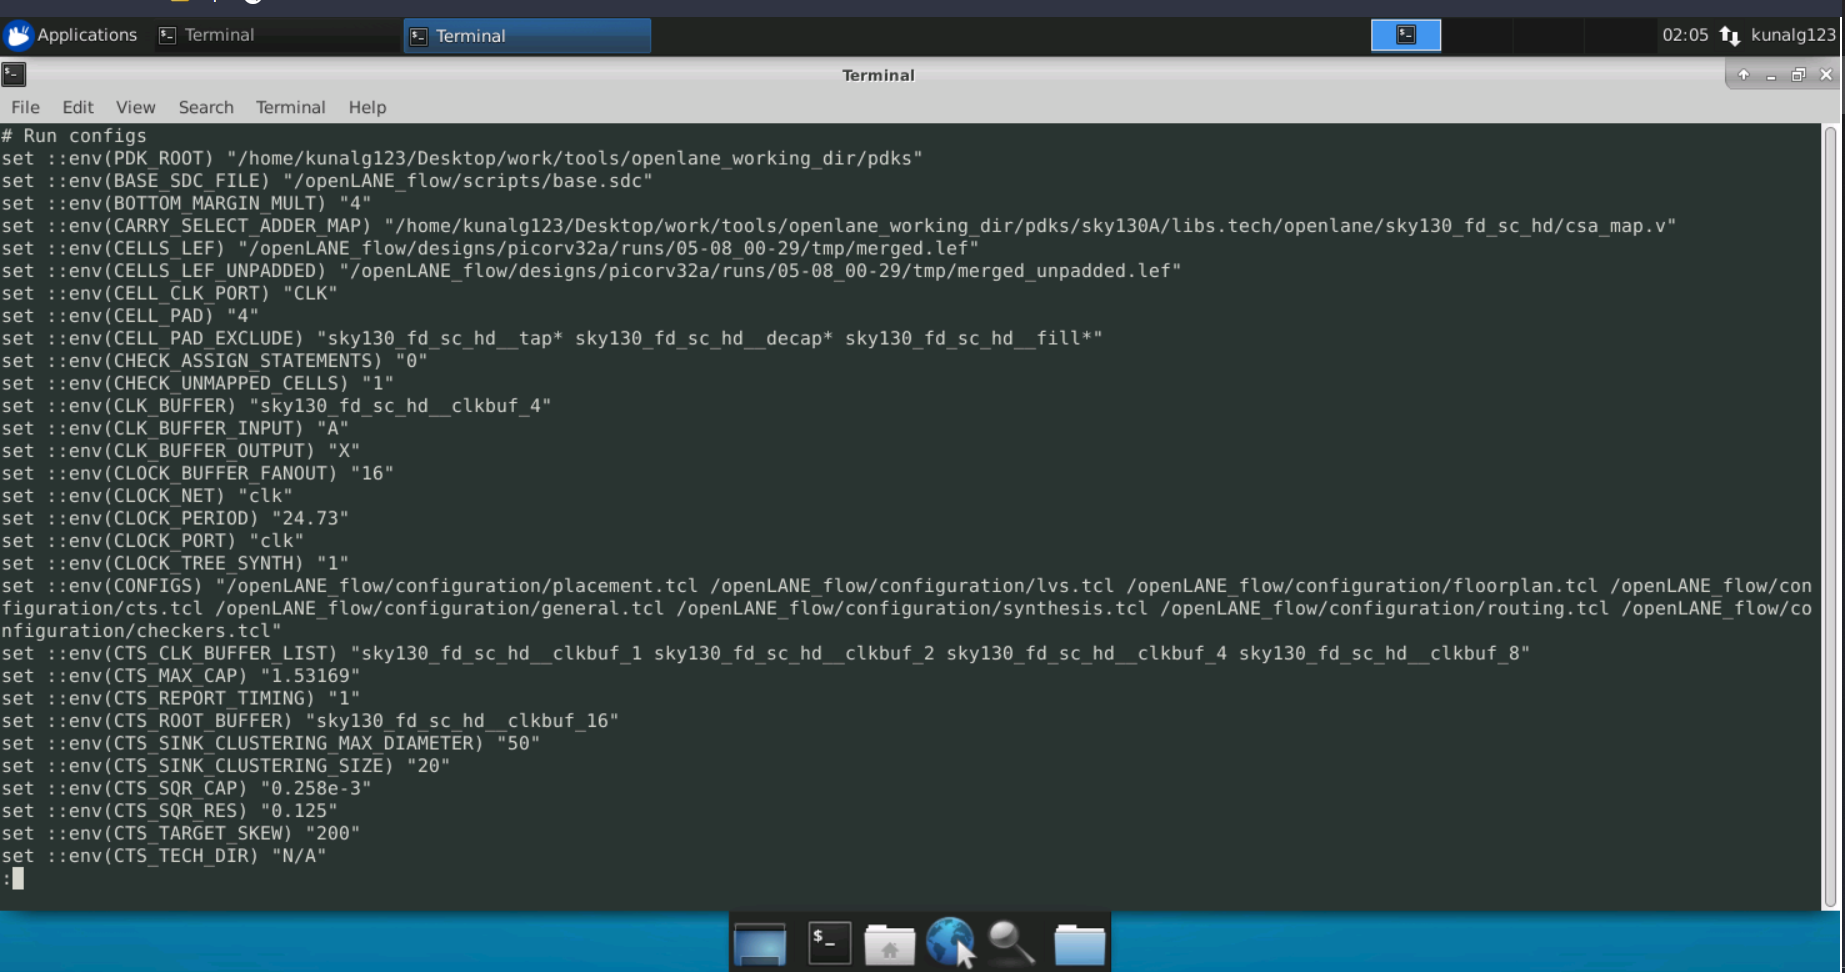 Applications
Terminal
Terminal
02:05
kunalg123
Terminal
File Edit View Search Terminal Help
# Run configs
set ::env(PDK_ROOT) "/home/kunalg123/Desktop/work/tools/openlane_working_dir/pdks"
set ::env(BASE_SDC_FILE) "/openLANE_flow/scripts/base.sdc"
set ::env(BOTTOM_MARGIN_MULT) "4"
set ::env(CARRY_SELECT_ADDER_MAP) "/home/kunalg123/Desktop/work/tools/openlane_working_dir/pdks/sky130A/libs.tech/openlane/sky130_fd_sc_hd/csa_map.v"
set ::env(CELLS_LEF) "/openLANE_flow/designs/picorv32a/runs/05-08_00-29/tmp/merged.lef"
set ::env(CELLS_LEF_UNPADDED) "/openLANE_flow/designs/picorv32a/runs/05-08_00-29/tmp/merged_unpadded.lef"
set ::env(CELL_CLK_PORT) "CLK"
set ::env(CELL_PAD) "4"
set ::env(CELL_PAD_EXCLUDE) "sky130_fd_sc_hd__tap* sky130_fd_sc_hd__decap* sky130_fd_sc_hd__fill*"
set ::env(CHECK_ASSIGN_STATEMENTS) "0"
set ::env(CHECK_UNMAPPED_CELLS) "1"
set ::env(CLK_BUFFER) "sky130_fd_sc_hd__clkbuf_4"
set ::env(CLK_BUFFER_INPUT) "A"
set ::env(CLK_BUFFER_OUTPUT) "X"
set ::env(CLOCK_BUFFER_FANOUT) "16"
set ::env(CLOCK_NET) "clk"
set ::env(CLOCK_PERIOD) "24.73"
set ::env(CLOCK_PORT) "clk"
set ::env(CLOCK_TREE_SYNTH) "1"
set ::env(CONFIGS) "/openLANE_flow/configuration/placement.tcl /openLANE_flow/configuration/lvs.tcl /openLANE_flow/configuration/floorplan.tcl /openLANE_flow/con
figuration/cts.tcl /openLANE_flow/configuration/general.tcl /openLANE_flow/configuration/synthesis.tcl /openLANE_flow/configuration/routing.tcl /openLANE_flow/co
nfiguration/checkers.tcl"
set ::env(CTS_CLK_BUFFER_LIST) "sky130_fd_sc_hd__clkbuf_1 sky130_fd_sc_hd__clkbuf_2 sky130_fd_sc_hd__clkbuf_4 sky130_fd_sc_hd__clkbuf_8"
set ::env(CTS_MAX_CAP) "1.53169"
set ::env(CTS_REPORT_TIMING) "1"
set ::env(CTS_ROOT_BUFFER) "sky130_fd_sc_hd__clkbuf_16"
set ::env(CTS_SINK_CLUSTERING_MAX_DIAMETER) "50"
set ::env(CTS_SINK_CLUSTERING_SIZE) "20"
set ::env(CTS_SQR_CAP) "0.258e-3"
set ::env(CTS_SQR_RES) "0.125"
set ::env(CTS_TARGET_SKEW) "200"
set ::env(CTS_TECH_DIR) "N/A"
: